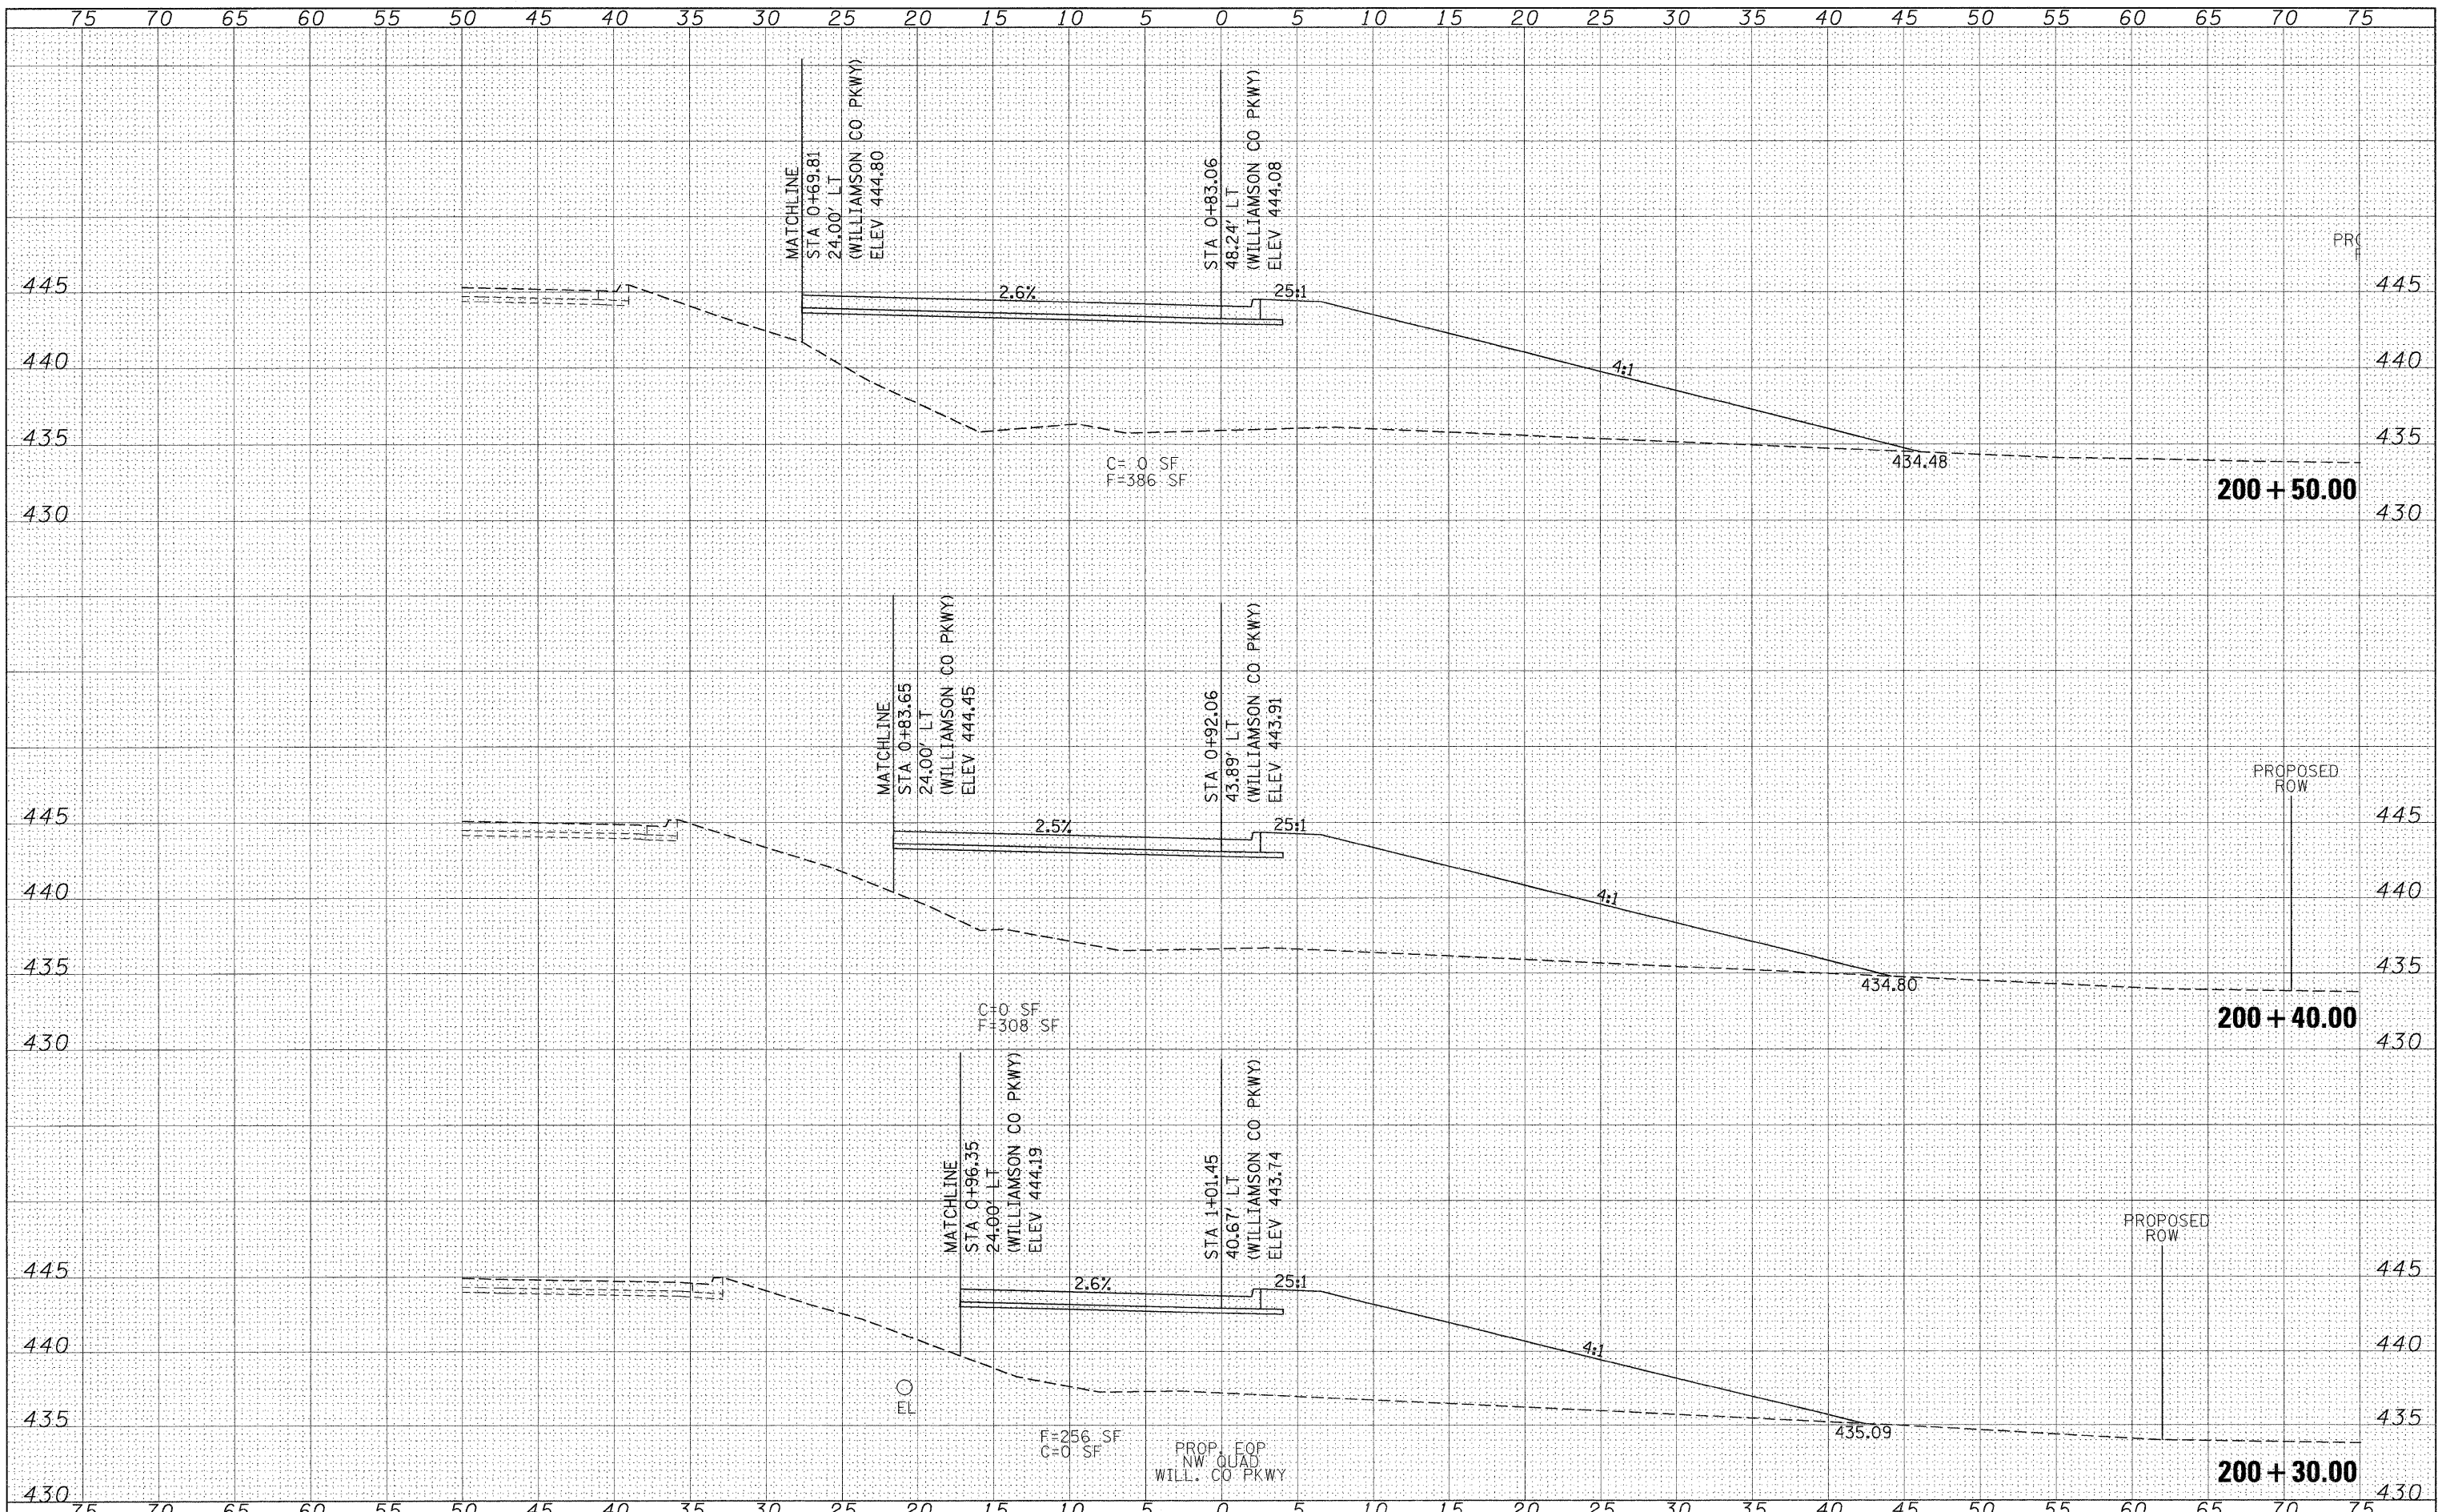 75 70 65 60 55 50 45 40 35 30 25 20 15 10 5 0 5 10 15 20 25 30 35 40 45 50 55 60 65 70 75
MATCHLINE
STA 0+69.81
24.00' LT
(WILLIAMSON CO PKWY)
ELEV 444.80
STA 0+83.06
48.24' LT
(WILLIAMSON CO PKWY)
ELEV 444.08
445
2.6%
25:1
445
440
4:1
440
435
435
434.48
C= 0 SF
F=386 SF
200+50.00
430
430
MATCHLINE
STA 0+83.65
24.00' LT
(WILLIAMSON CO PKWY)
ELEV 444.45
STA 0+92.06
43.89' LT
(WILLIAMSON CO PKWY)
ELEV 443.91
PROPOSED
ROW
445
2.5%
25:1
445
440
4:1
440
435
435
434.80
C=0 SF
F=308 SF
200+40.00
430
430
MATCHLINE
STA 0+96.35
24.00' LT
(WILLIAMSON CO PKWY)
ELEV 444.19
STA 1+01.45
40.67' LT
(WILLIAMSON CO PKWY)
ELEV 443.74
PROPOSED
ROW
445
2.6%
25:1
445
440
4:1
440
EL
435
435
435.09
F=256 SF
C=0 SF
PROP. EOP
NW QUAD
WILL. CO PKWY
200+30.00
430
430
75 70 65 60 55 50 45 40 35 30 25 20 15 10 5 0 5 10 15 20 25 30 35 40 45 50 55 60 65 70 75